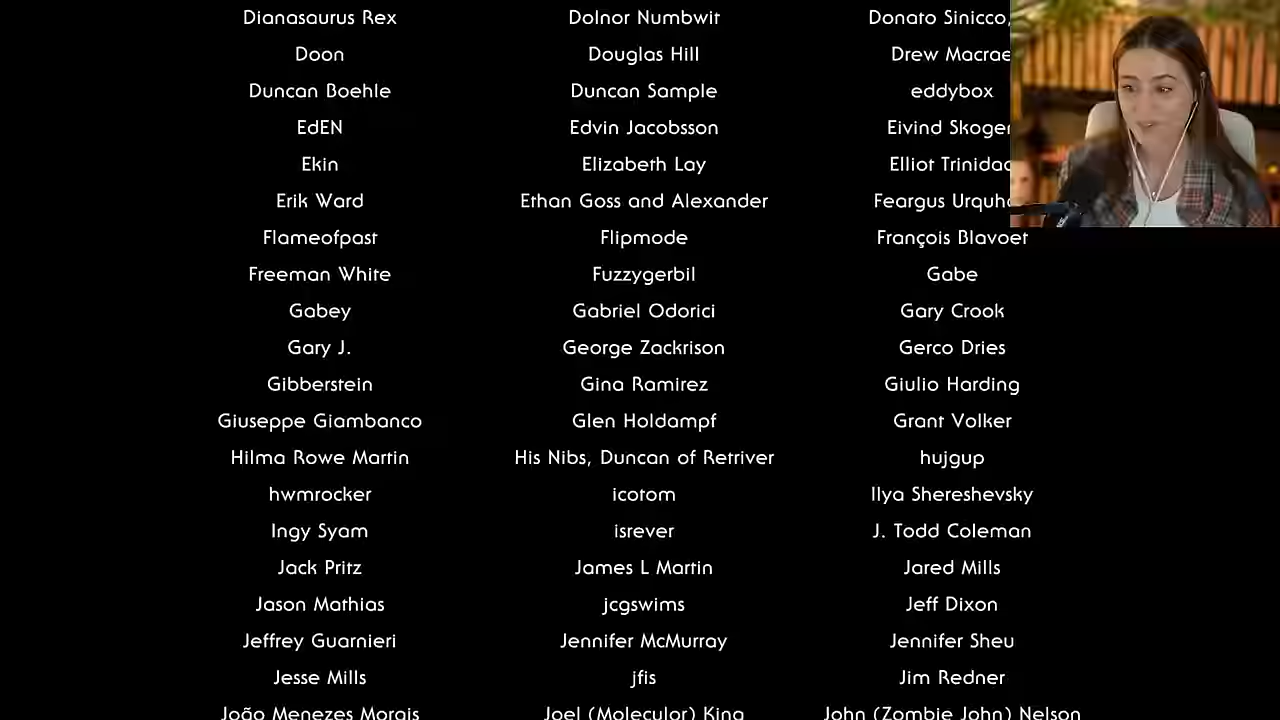 Dianasaurus Rex Dolnor Numbwit Donato Sinicco,
Doon Douglas Hill Drew Macrae
Duncan Boehle Duncan Sample eddybox
EdEN Edvin Jacobsson Eivind
Ekin Elizabeth Lay Elliot
Erik Ward Ethan Goss and Alexander Feargus
Flameofpast Flipmode François Blavoet
Freeman White Fuzzygerbil Gabe
Gabey Gabriel Odorici Gary Crook
Gary J. George Zackrison Gerco Dries
Gibberstein Gina Ramirez Giulio Harding
Giuseppe Giambanco Glen Holdampf Grant Volker
Hilma Rowe Martin His Nibs, Duncan of Retriver hujgup
hwmrocker icotom Ilya Shereshevsky
Ingy Syam isrever J. Todd Coleman
Jack Pritz James L Martin Jared Mills
Jason Mathias jcgswims Jeff Dixon
Jeffrey Guarnieri Jennifer McMurray Jennifer Sheu
Jesse Mills jfis Jim Redner
João Menezes Morais Joel (Moleculor) King John (Zombie John) Nelson